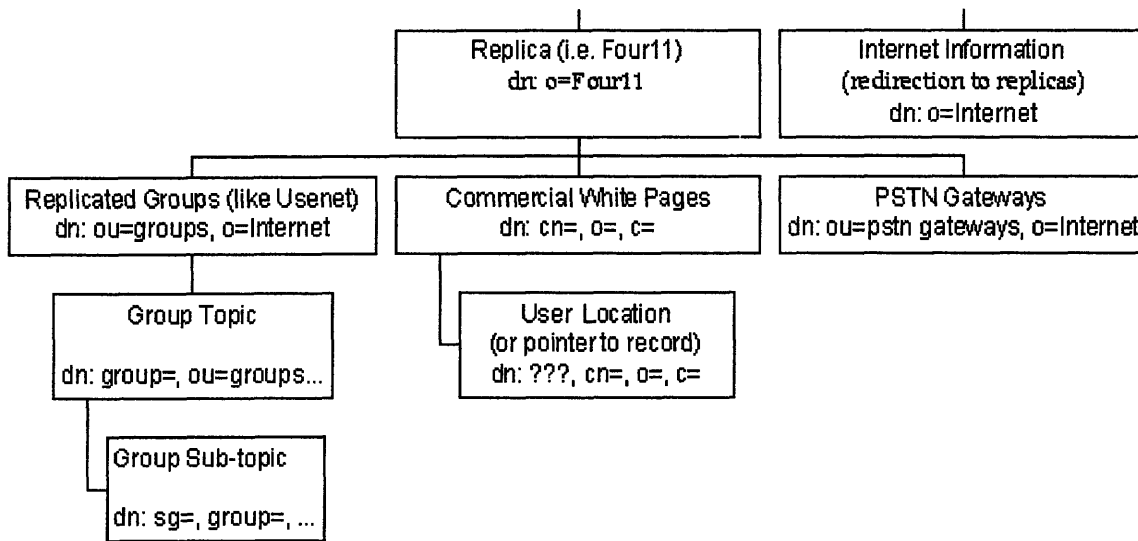 Replica (i.e. Four11)
dn: o=Four11
Internet Information
(redirection to replicas)
dn: o=Internet
Replicated Groups (like Usenet)
dn: ou=groups, o=Internet
Commercial White Pages
dn: cn=, o=, c=
PSTN Gateways
dn: ou=pstn gateways, o=Internet
Group Topic
dn: group=, ou=groups...
User Location
(or pointer to record)
dn: ???, cn=, o=, c=
Group Sub-topic
dn: sg=, group=, ...